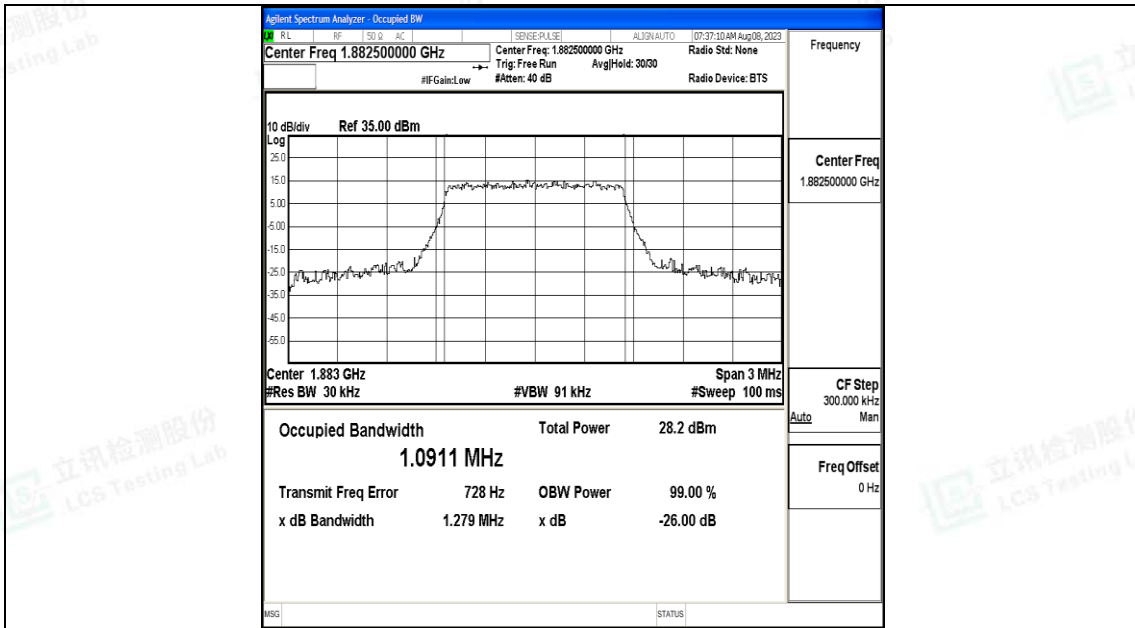 Agilent Spectrum Analyzer - Occupied BW
RL RF 50 Ω AC SENSE:PULSE ALIGN AUTO 07:37:10 AM Aug 08, 2023
Center Freq 1.882500000 GHz
Center Freq: 1.882500000 GHz
Radio Std: None
Trig: Free Run Avg|Hold: 30/30
#IFGain:Low
#Atten: 40 dB
Radio Device: BTS
10 dB/div Ref 35.00 dBm
Log
25.0
15.0
5.00
-5.00
-15.0
-25.0
-35.0
-45.0
-55.0
Center 1.883 GHz
Span 3 MHz
#Res BW 30 kHz
#VBW 91 kHz
#Sweep 100 ms
Occupied Bandwidth
Total Power 28.2 dBm
1.0911 MHz
Transmit Freq Error 728 Hz
OBW Power 99.00 %
x dB Bandwidth 1.279 MHz
x dB -26.00 dB
MSG
STATUS
Frequency
Center Freq
1.882500000 GHz
CF Step
300.000 kHz
Auto Man
Freq Offset
0 Hz
立讯检测股份
LCS Testing Lab